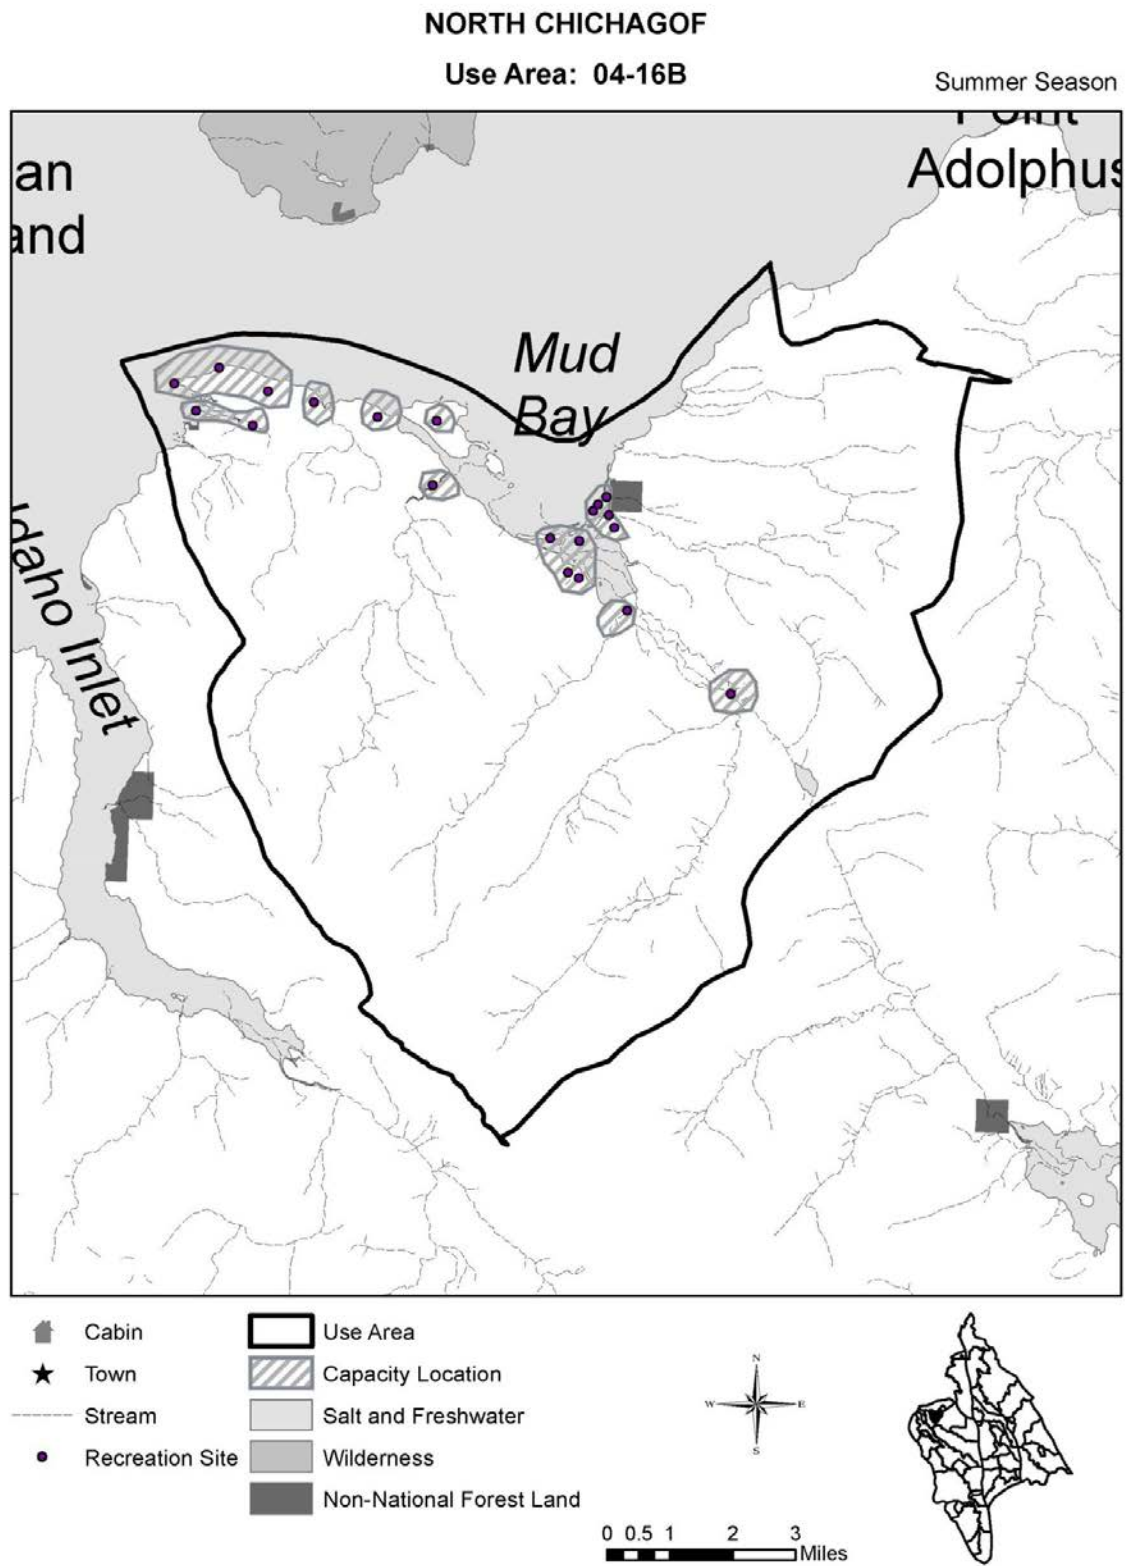 NORTH CHICHAGOF
Use Area: 04-16B
Summer Season
Point
Adolphus
an
and
Mud
Bay
Idaho Inlet
Cabin
Town
Stream
Recreation Site
Use Area
Capacity Location
Salt and Freshwater
Wilderness
Non-National Forest Land
N
W
E
S
0 0.5 1 2 3
Miles